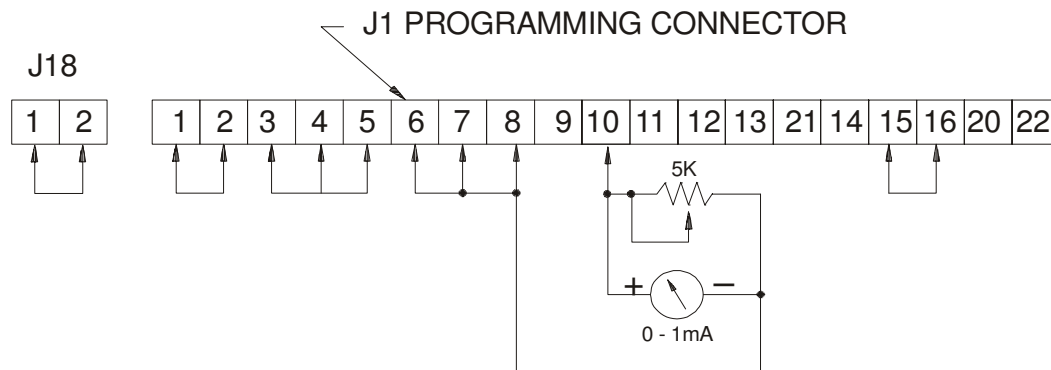 J1 PROGRAMMING CONNECTOR
J18
1 2 1 2 3 4 5 6 7 8 9 10 11 12 13 21 14 15 16 20 22
5K
+ −
0 - 1mA